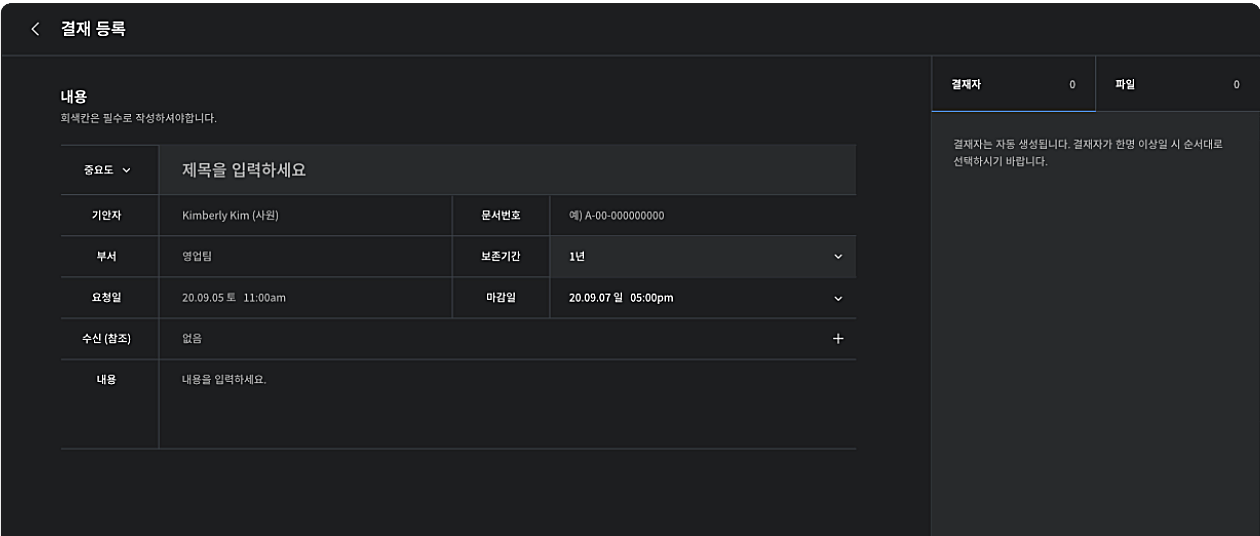 결재 등록
내용
회색칸은 필수로 작성하셔야합니다.
중요도 제목을 입력하세요
기안자 Kimberly Kim (사원) 문서번호 예) A-00-000000000
부서 영업팀 보존기간 1년
요청일 20.09.05 토 11:00am 마감일 20.09.07 일 05:00pm
수신 (참조) 없음
내용 내용을 입력하세요.
결재자 0 파일 0
결재자는 자동 생성됩니다. 결재자가 한명 이상일 시 순서대로
선택하시기 바랍니다.